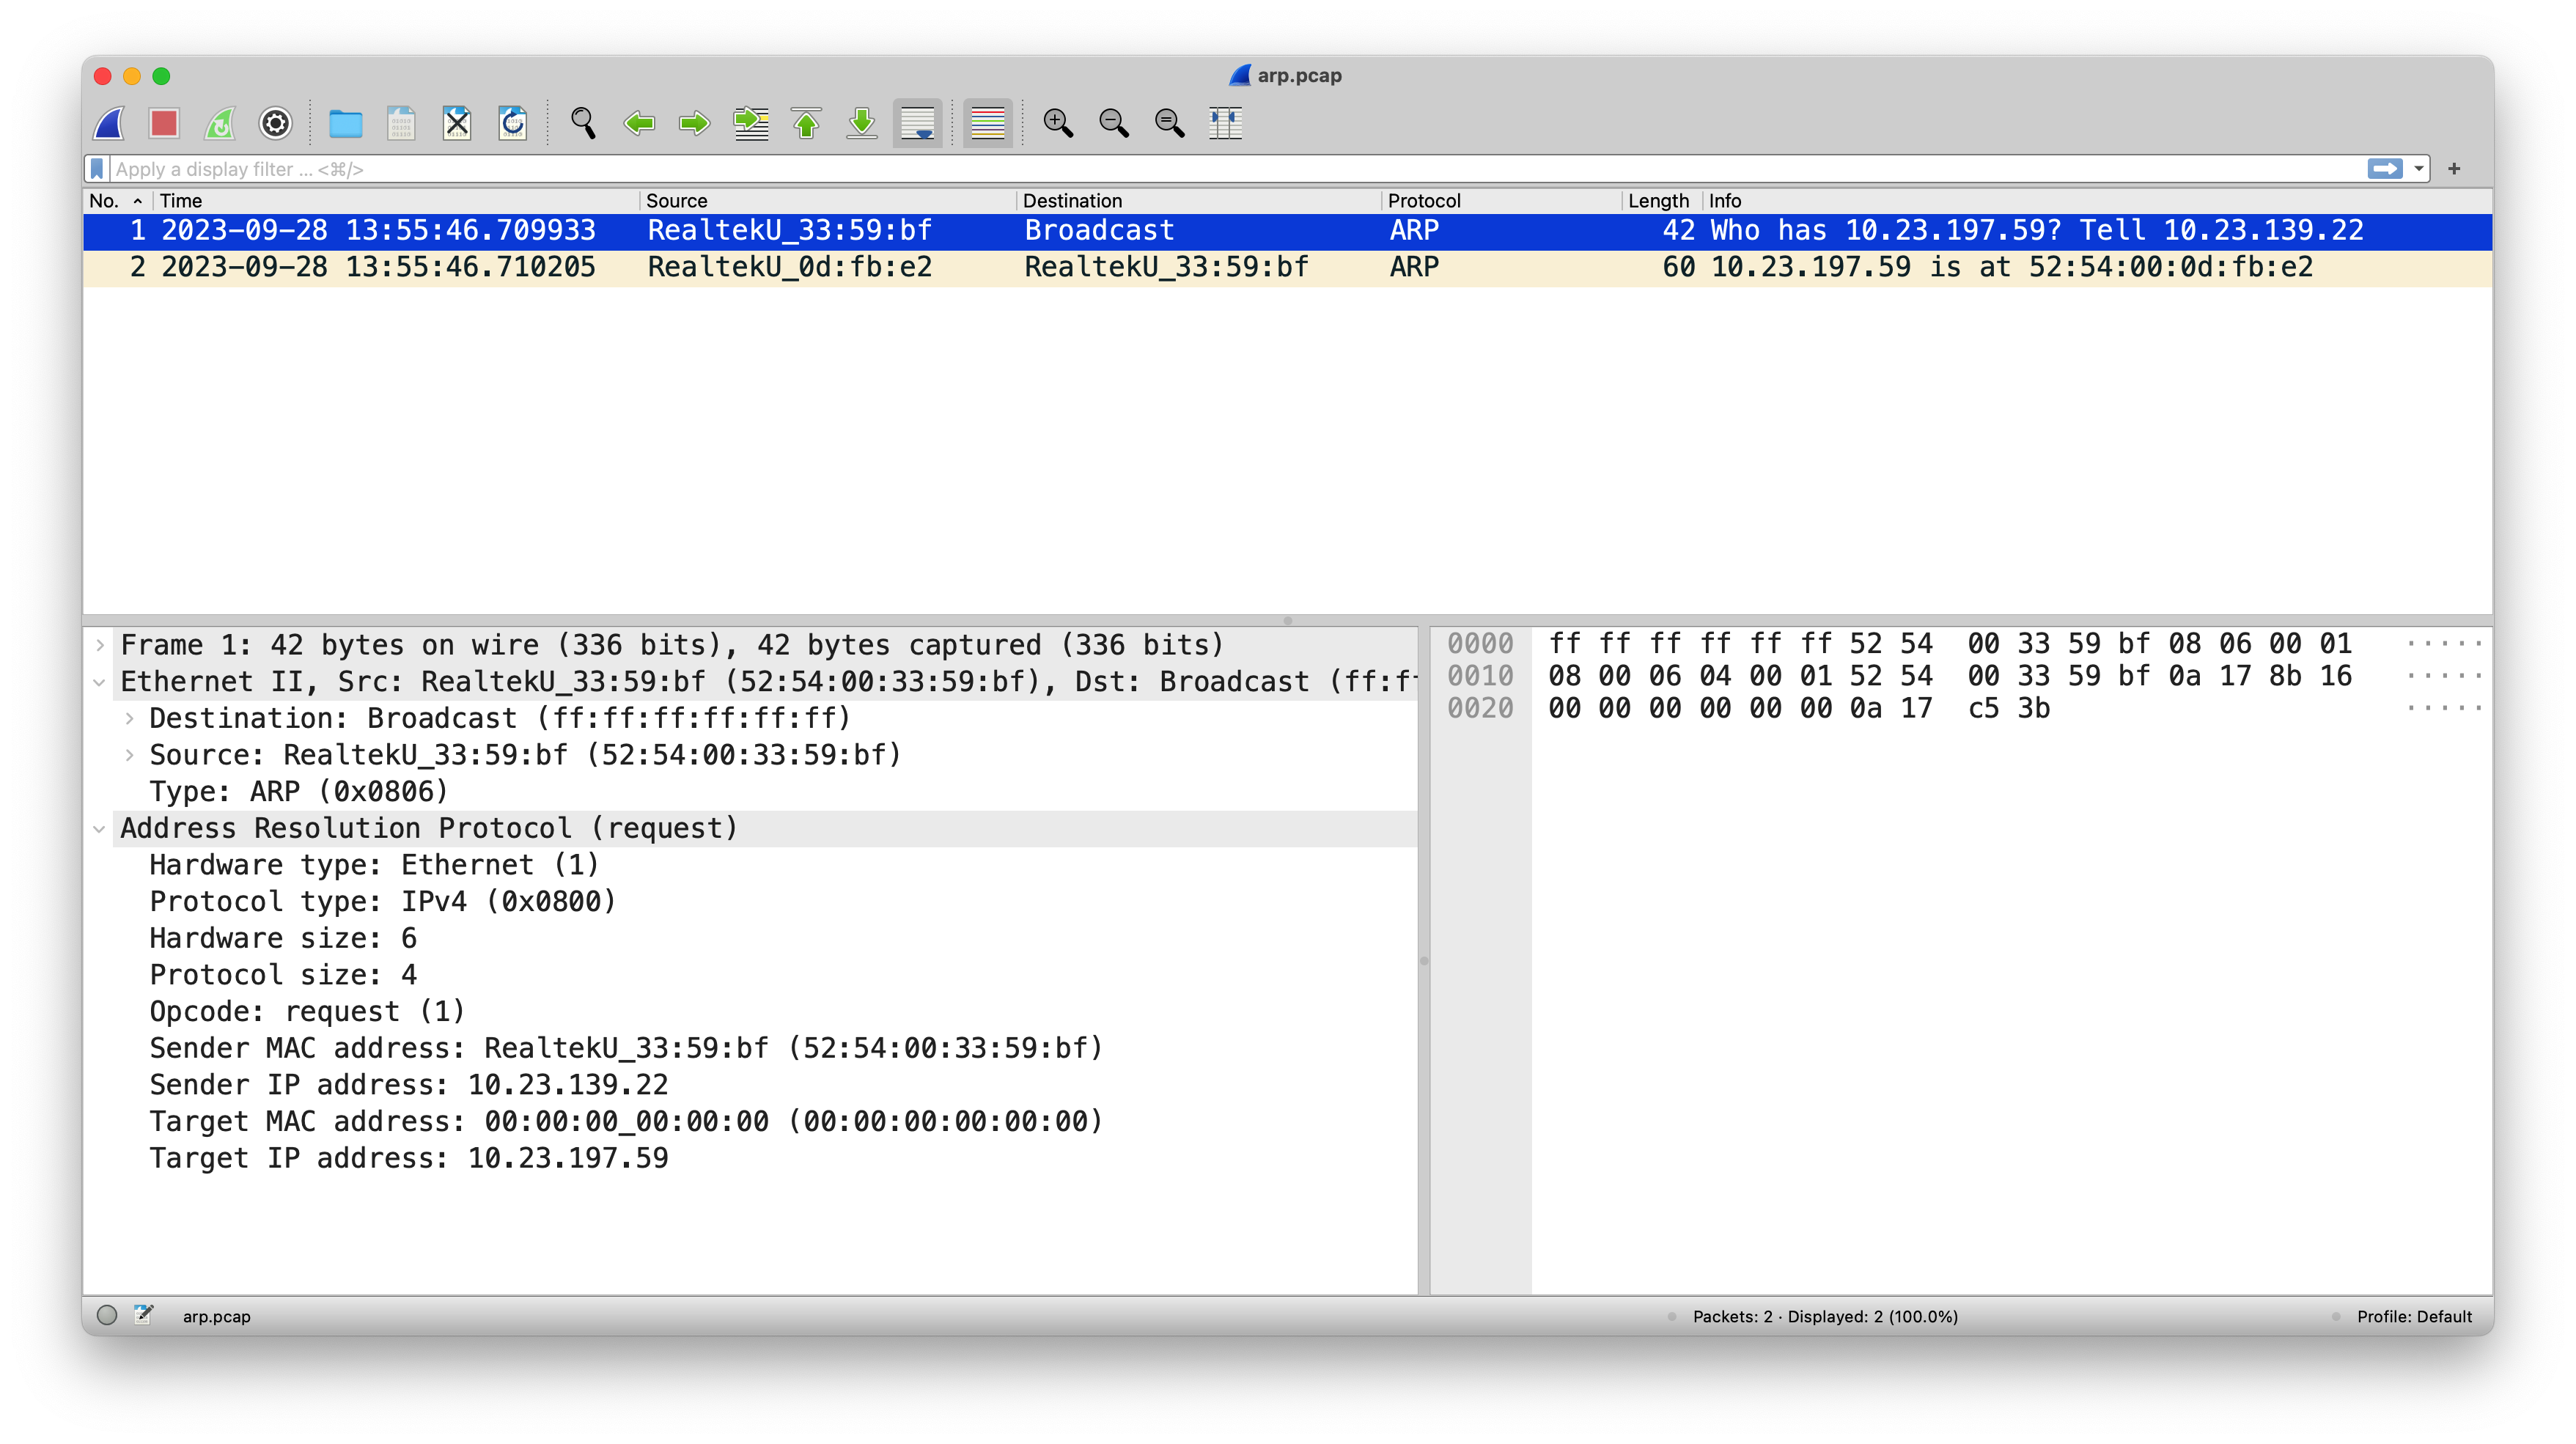 arp.pcap
Apply a display filter ... <⌘/>
No. Time Source Destination Protocol Length Info
1 2023-09-28 13:55:46.709933 RealtekU_33:59:bf Broadcast ARP 42 Who has 10.23.197.59? Tell 10.23.139.22
2 2023-09-28 13:55:46.710205 RealtekU_0d:fb:e2 RealtekU_33:59:bf ARP 60 10.23.197.59 is at 52:54:00:0d:fb:e2
Frame 1: 42 bytes on wire (336 bits), 42 bytes captured (336 bits)
Ethernet II, Src: RealtekU_33:59:bf (52:54:00:33:59:bf), Dst: Broadcast (ff:f
Destination: Broadcast (ff:ff:ff:ff:ff:ff)
Source: RealtekU_33:59:bf (52:54:00:33:59:bf)
Type: ARP (0x0806)
Address Resolution Protocol (request)
Hardware type: Ethernet (1)
Protocol type: IPv4 (0x0800)
Hardware size: 6
Protocol size: 4
Opcode: request (1)
Sender MAC address: RealtekU_33:59:bf (52:54:00:33:59:bf)
Sender IP address: 10.23.139.22
Target MAC address: 00:00:00_00:00:00 (00:00:00:00:00:00)
Target IP address: 10.23.197.59
0000 ff ff ff ff ff ff 52 54 00 33 59 bf 08 06 00 01 ·····
0010 08 00 06 04 00 01 52 54 00 33 59 bf 0a 17 8b 16 ·····
0020 00 00 00 00 00 00 0a 17 c5 3b ·····
arp.pcap
Packets: 2 · Displayed: 2 (100.0%)
Profile: Default